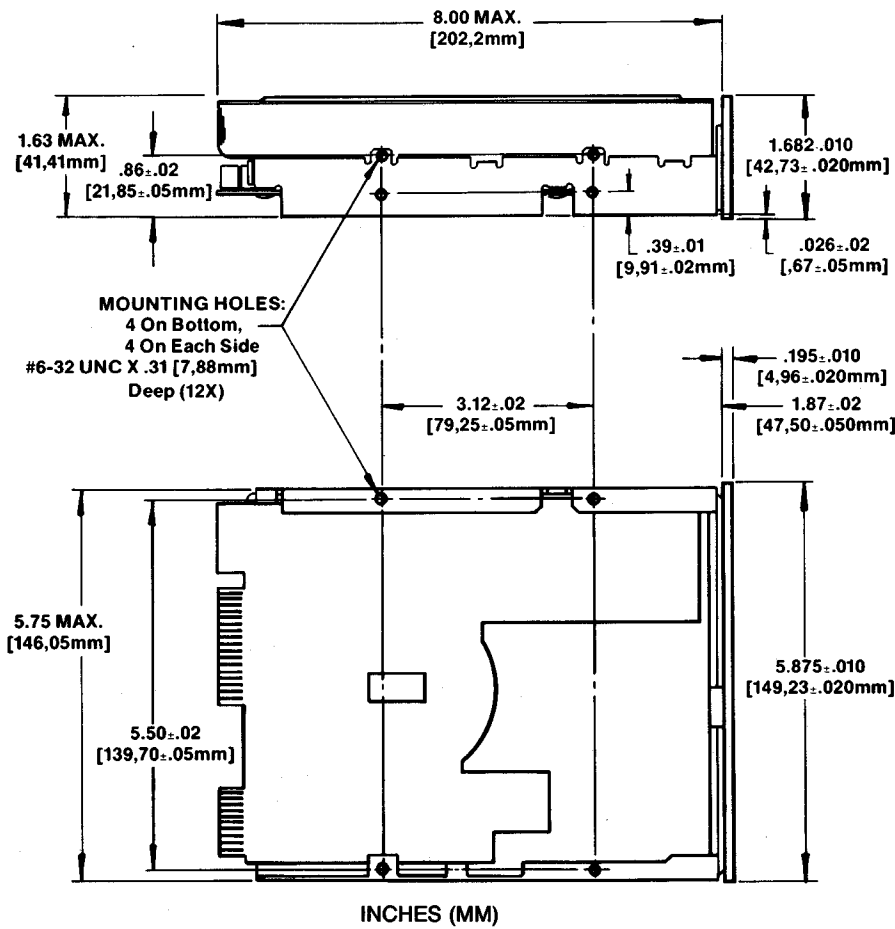 8.00 MAX.
[202,2mm]
1.63 MAX.
[41,41mm]
.86±.02
[21,85±.05mm]
1.682±.010
[42,73±.020mm]
.39±.01
[9,91±.02mm]
.026±.02
[,67±.05mm]
MOUNTING HOLES:
4 On Bottom,
4 On Each Side
#6-32 UNC X .31 [7,88mm]
Deep (12X)
.195±.010
[4,96±.020mm]
3.12±.02
[79,25±.05mm]
1.87±.02
[47,50±.050mm]
5.75 MAX.
[146,05mm]
5.50±.02
[139,70±.05mm]
5.875±.010
[149,23±.020mm]
INCHES (MM)